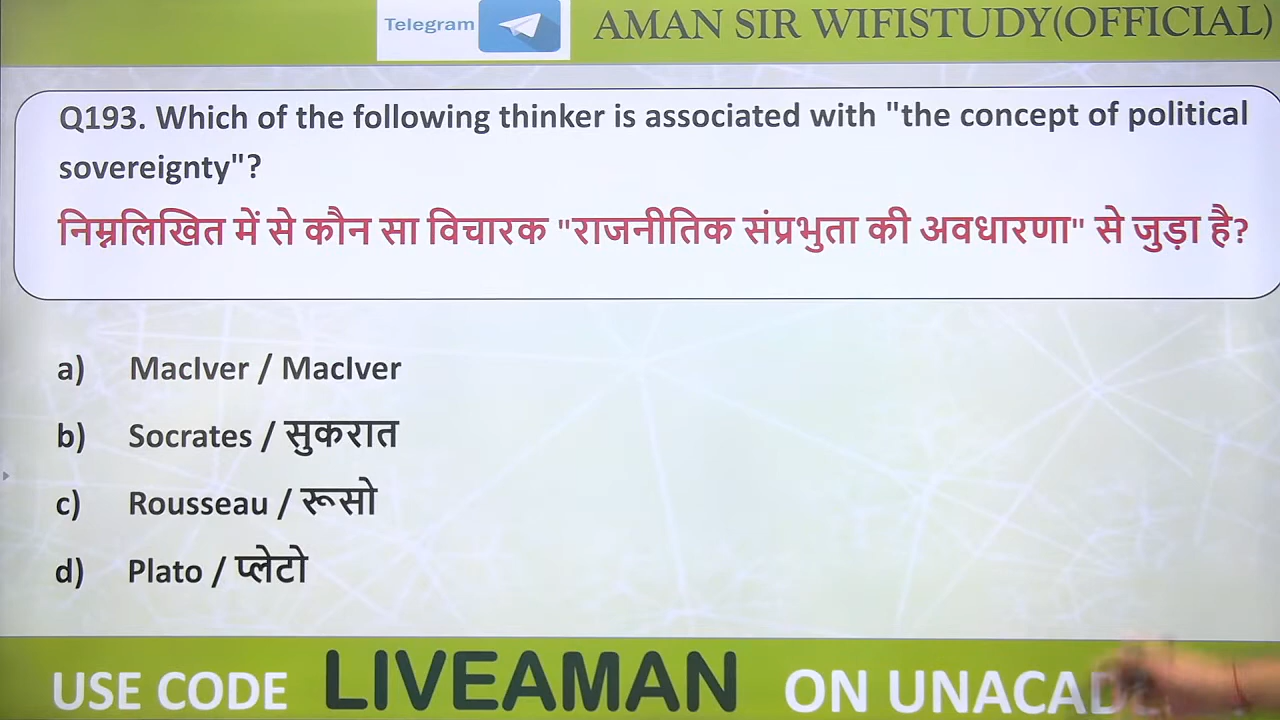 Telegram
AMAN SIR WIFISTUDY(OFFICIAL)
Q193. Which of the following thinker is associated with "the concept of political
sovereignty"?
निम्नलिखित में से कौन सा विचारक "राजनीतिक संप्रभुता की अवधारणा" से जुड़ा है?
a) MacIver / MacIver
b) Socrates / सुकरात
c) Rousseau / रूसो
d) Plato / प्लेटो
USE CODE LIVEAMAN ON